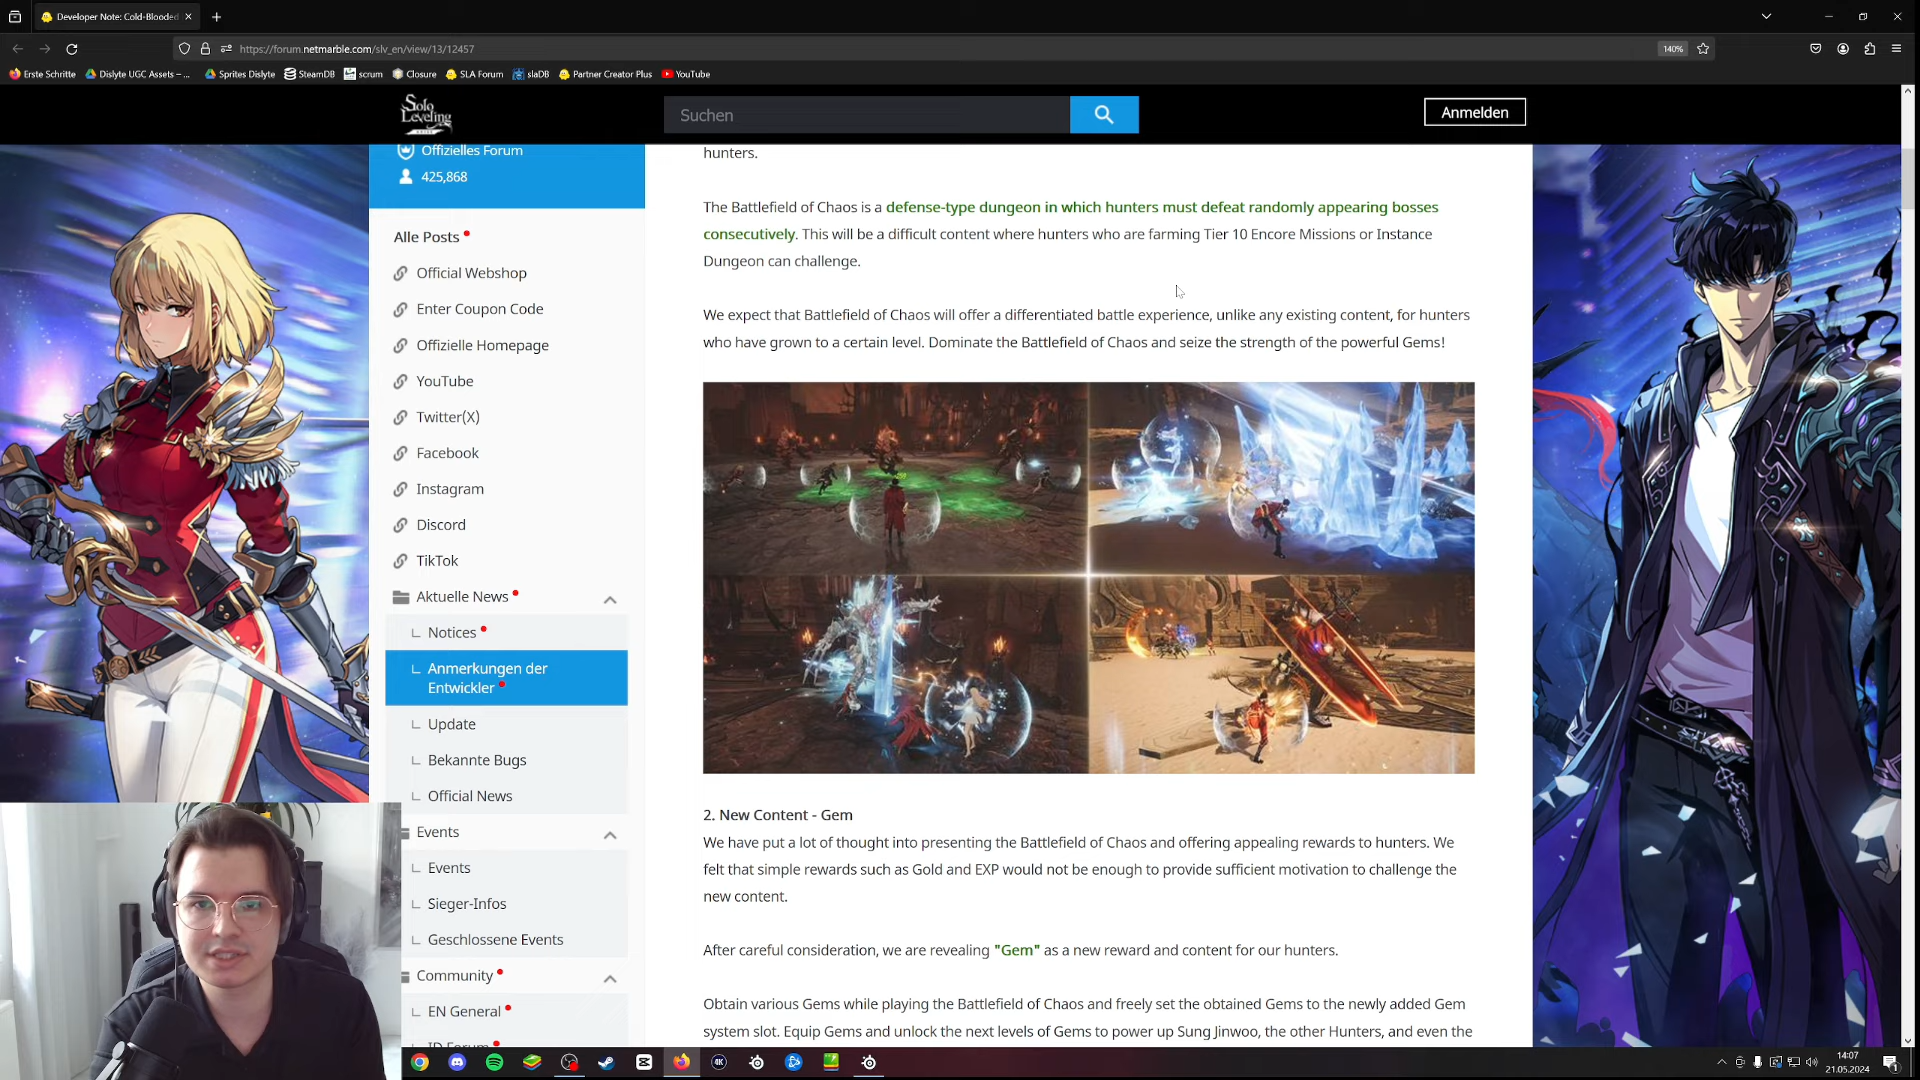 Developer Note: Cold-Blooded
https://forum.netmarble.com/slv_en/view/13/12457
140%
Erste Schritte
Dislyte UGC Assets – ...
Sprites Dislyte
SteamDB
scrum
Closure
SLA Forum
slaDB
Partner Creator Plus
YouTube
Solo Leveling
Suchen
Anmelden
Offizielles Forum
425,868
Alle Posts
Official Webshop
Enter Coupon Code
Offizielle Homepage
YouTube
Twitter(X)
Facebook
Instagram
Discord
TikTok
Aktuelle News
Notices
Anmerkungen der
Entwickler
Update
Bekannte Bugs
Official News
Events
Events
Sieger-Infos
Geschlossene Events
Community
EN General
ID Forum
hunters.
The Battlefield of Chaos is a defense-type dungeon in which hunters must defeat randomly appearing bosses
consecutively. This will be a difficult content where hunters who are farming Tier 10 Encore Missions or Instance
Dungeon can challenge.
We expect that Battlefield of Chaos will offer a differentiated battle experience, unlike any existing content, for hunters
who have grown to a certain level. Dominate the Battlefield of Chaos and seize the strength of the powerful Gems!
2. New Content - Gem
We have put a lot of thought into presenting the Battlefield of Chaos and offering appealing rewards to hunters. We
felt that simple rewards such as Gold and EXP would not be enough to provide sufficient motivation to challenge the
new content.
After careful consideration, we are revealing "Gem" as a new reward and content for our hunters.
Obtain various Gems while playing the Battlefield of Chaos and freely set the obtained Gems to the newly added Gem
system slot. Equip Gems and unlock the next levels of Gems to power up Sung Jinwoo, the other Hunters, and even the
14:07
21.05.2024